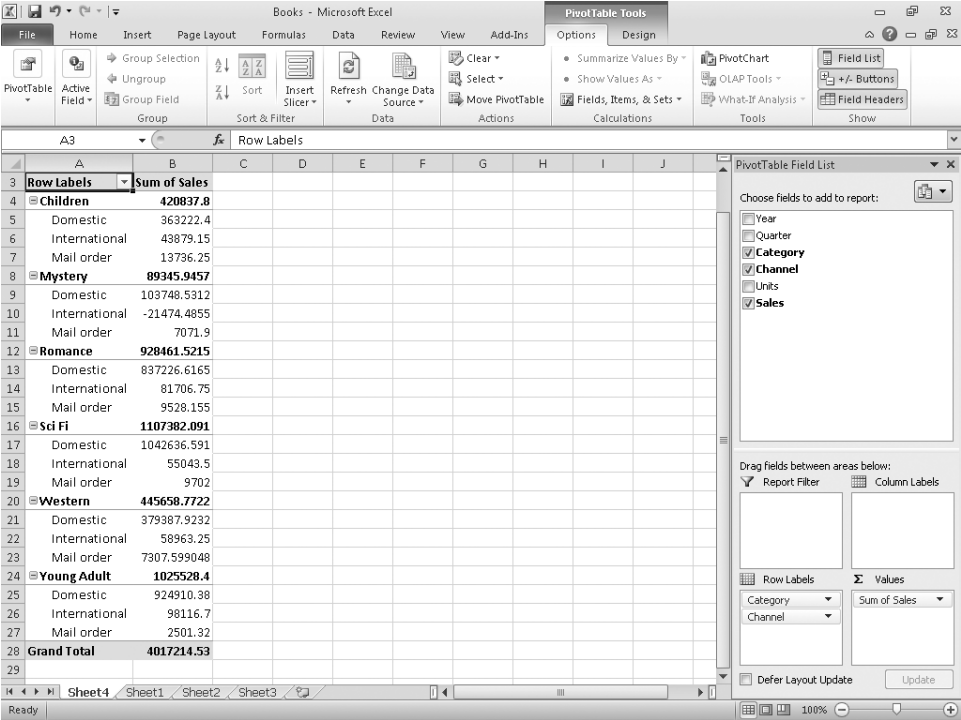 Books - Microsoft Excel
PivotTable Tools
File Home Insert Page Layout Formulas Data Review View Add-Ins Options Design
PivotTable
Active Field
Group Selection
Ungroup
Group Field
Group
Sort
Insert Slicer
Sort & Filter
Refresh
Change Data Source
Data
Clear
Select
Move PivotTable
Actions
Summarize Values By
Show Values As
Fields, Items, & Sets
Calculations
PivotChart
OLAP Tools
What-If Analysis
Tools
Field List
+/- Buttons
Field Headers
Show
A3 fx Row Labels
A B C D E F G H I J
3 Row Labels Sum of Sales
4 Children 420837.8
5 Domestic 363222.4
6 International 43879.15
7 Mail order 13736.25
8 Mystery 89345.9457
9 Domestic 103748.5312
10 International -21474.4855
11 Mail order 7071.9
12 Romance 928461.5215
13 Domestic 837226.6165
14 International 81706.75
15 Mail order 9528.155
16 Sci Fi 1107382.091
17 Domestic 1042636.591
18 International 55043.5
19 Mail order 9702
20 Western 445658.7722
21 Domestic 379387.9232
22 International 58963.25
23 Mail order 7307.599048
24 Young Adult 1025528.4
25 Domestic 924910.38
26 International 98116.7
27 Mail order 2501.32
28 Grand Total 4017214.53
29
PivotTable Field List
Choose fields to add to report:
Year
Quarter
Category
Channel
Units
Sales
Drag fields between areas below:
Report Filter
Column Labels
Row Labels
Σ Values
Category
Channel
Sum of Sales
Defer Layout Update
Update
Sheet4 Sheet1 Sheet2 Sheet3
Ready
100%